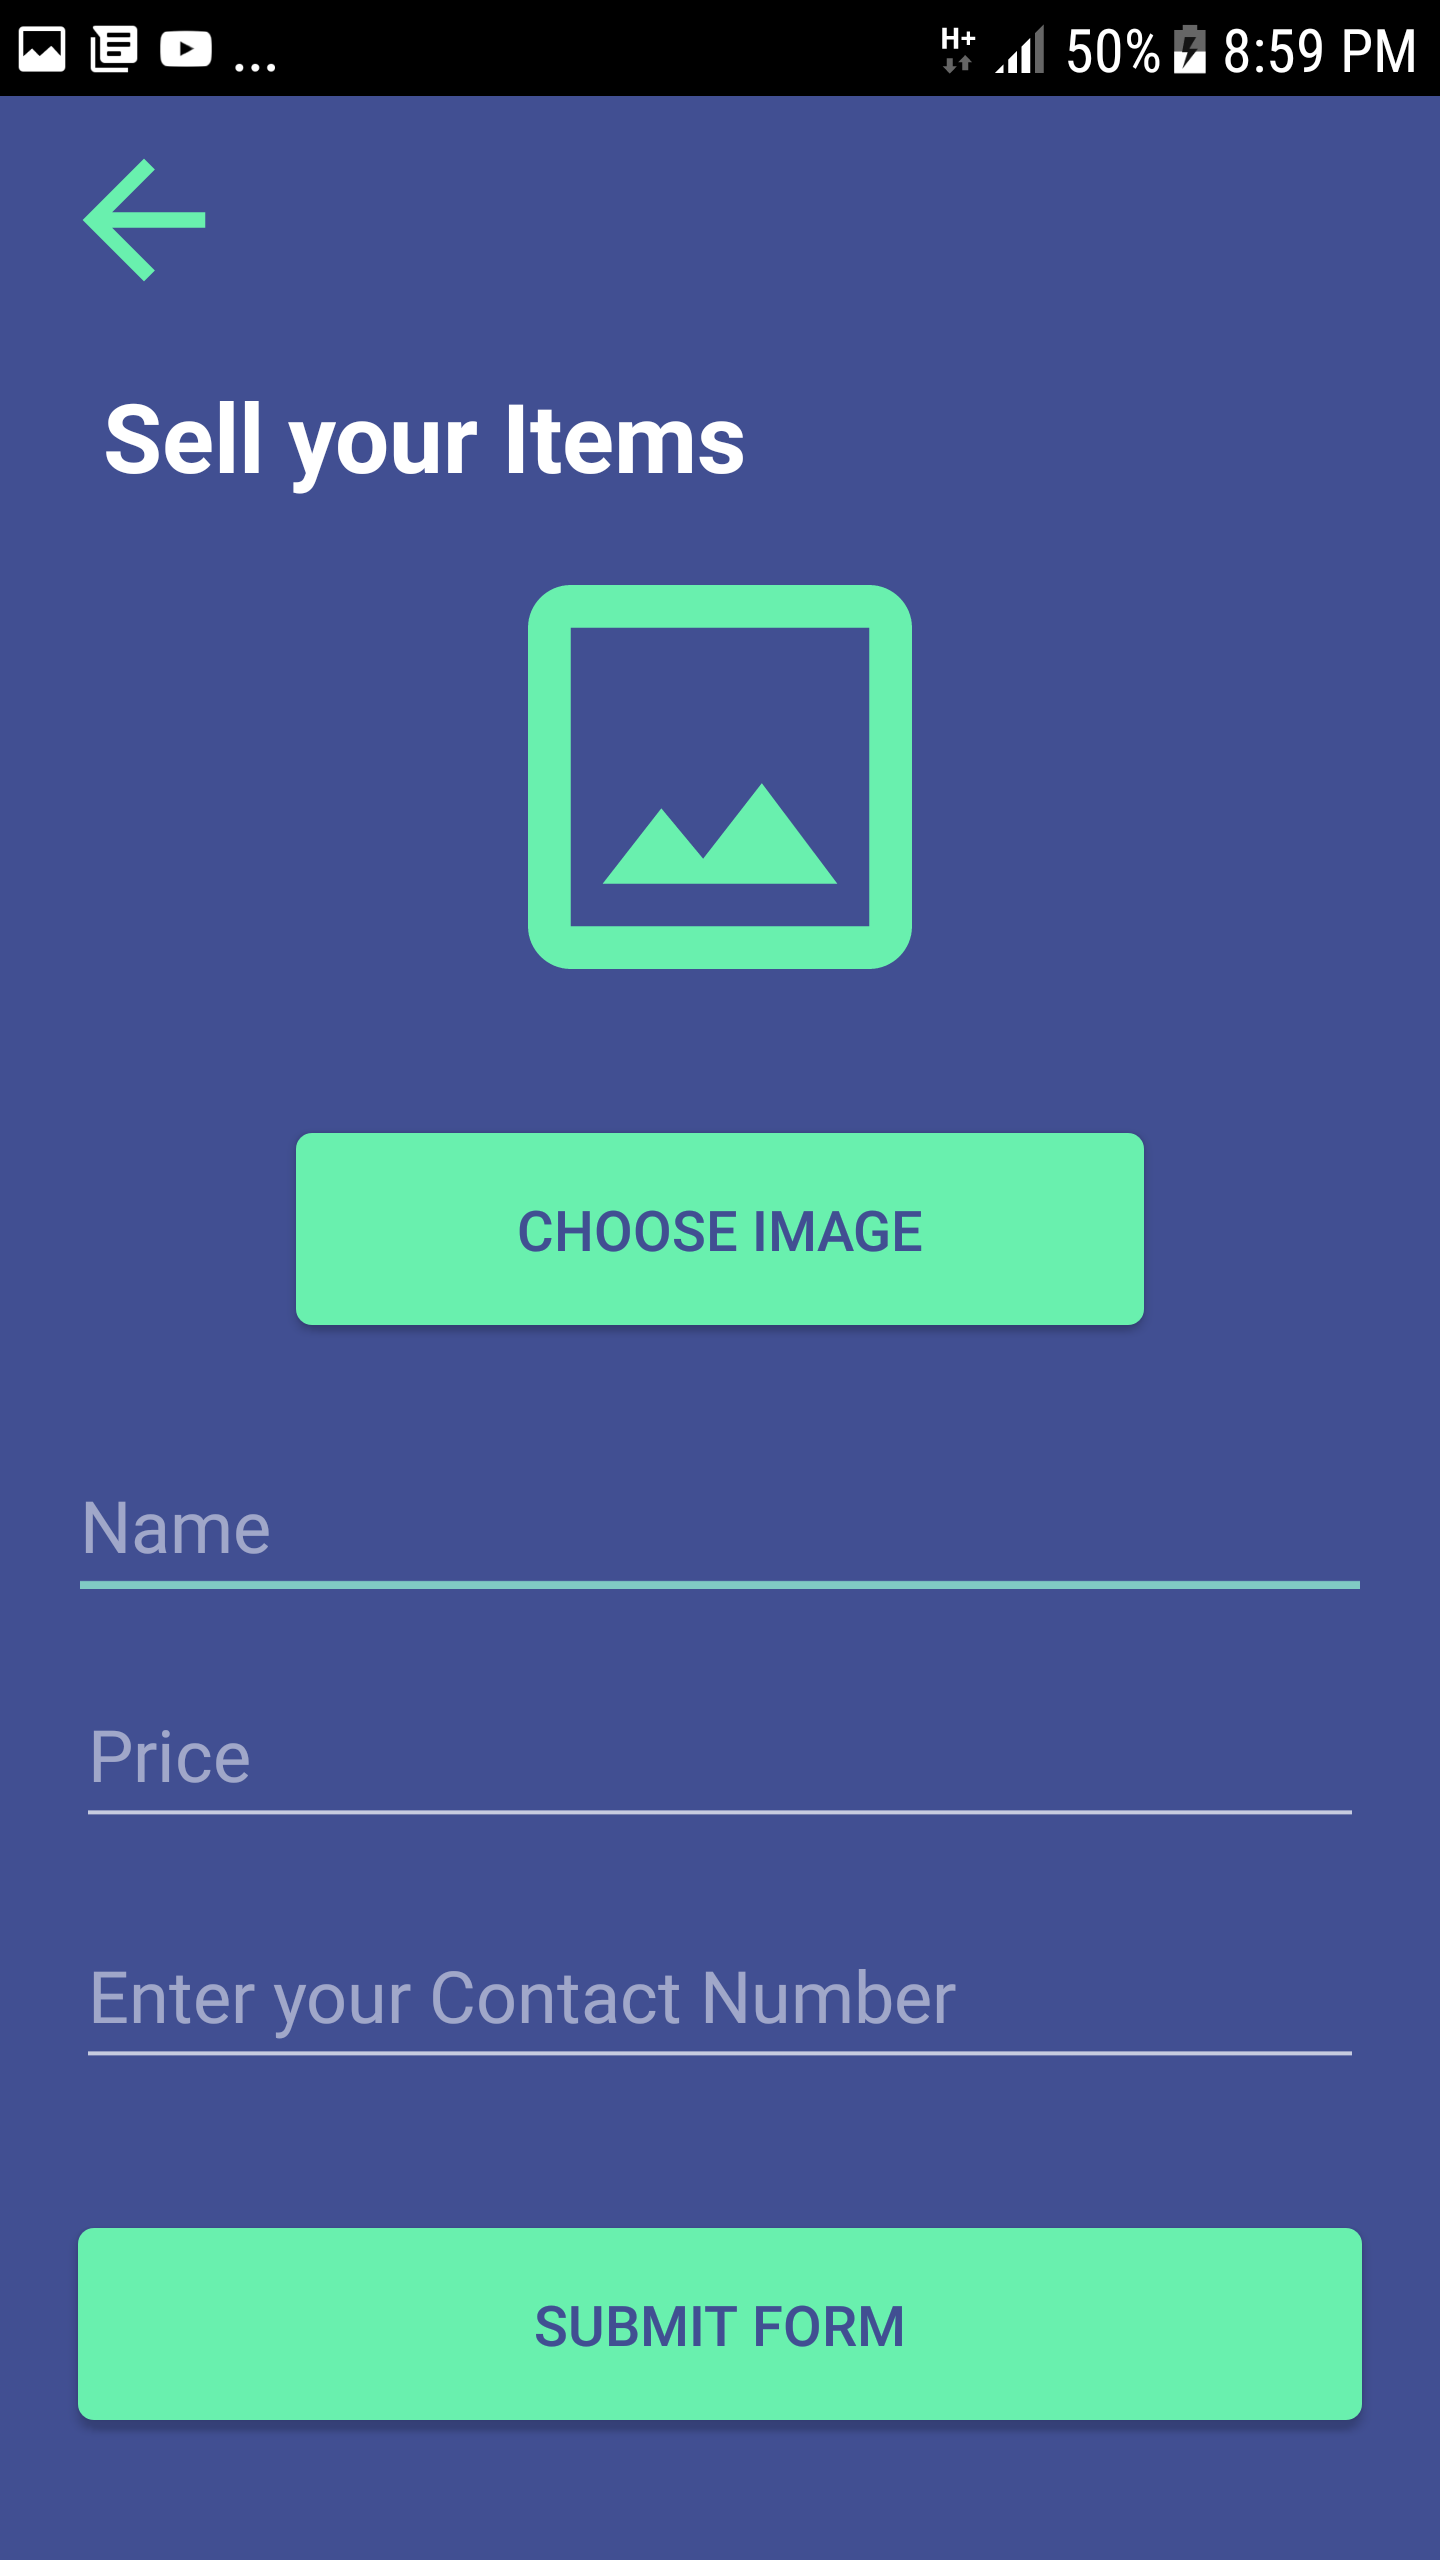 ... H+ 50% 8:59 PM
Sell your Items
CHOOSE IMAGE
Name
Price
Enter your Contact Number
SUBMIT FORM